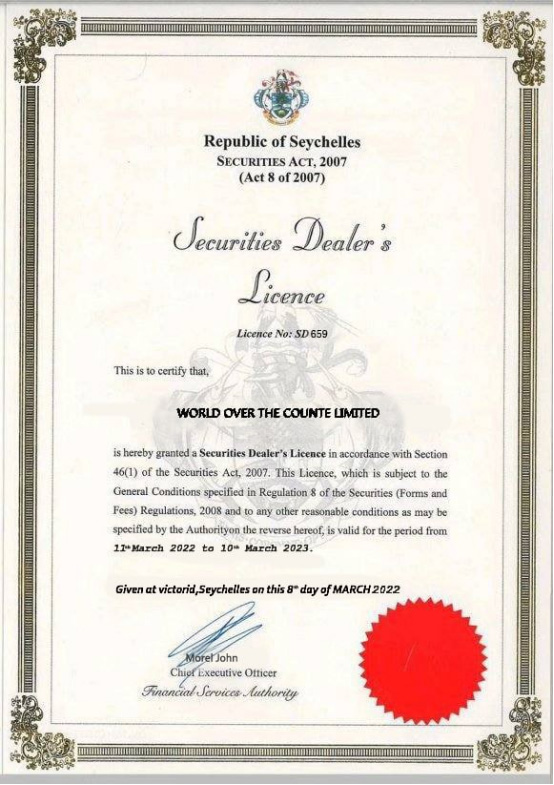 Republic of Seychelles
SECURITIES ACT, 2007
(Act 8 of 2007)
Securities Dealer's
Licence
Licence No: SD 659
This is to certify that,
WORLD OVER THE COUNTE LIMITED
is hereby granted a Securities Dealer's Licence in accordance with Section
46(1) of the Securities Act, 2007. This Licence, which is subject to the
General Conditions specified in Regulation 8 of the Securities (Forms and
Fees) Regulations, 2008 and to any other reasonable conditions as may be
specified by the Authorityon the reverse hereof, is valid for the period from
11th March 2022 to 10th March 2023.
Given at victorid,Seychelles on this 8th day of MARCH 2022
Morel John
Chief Executive Officer
Financial Services Authority